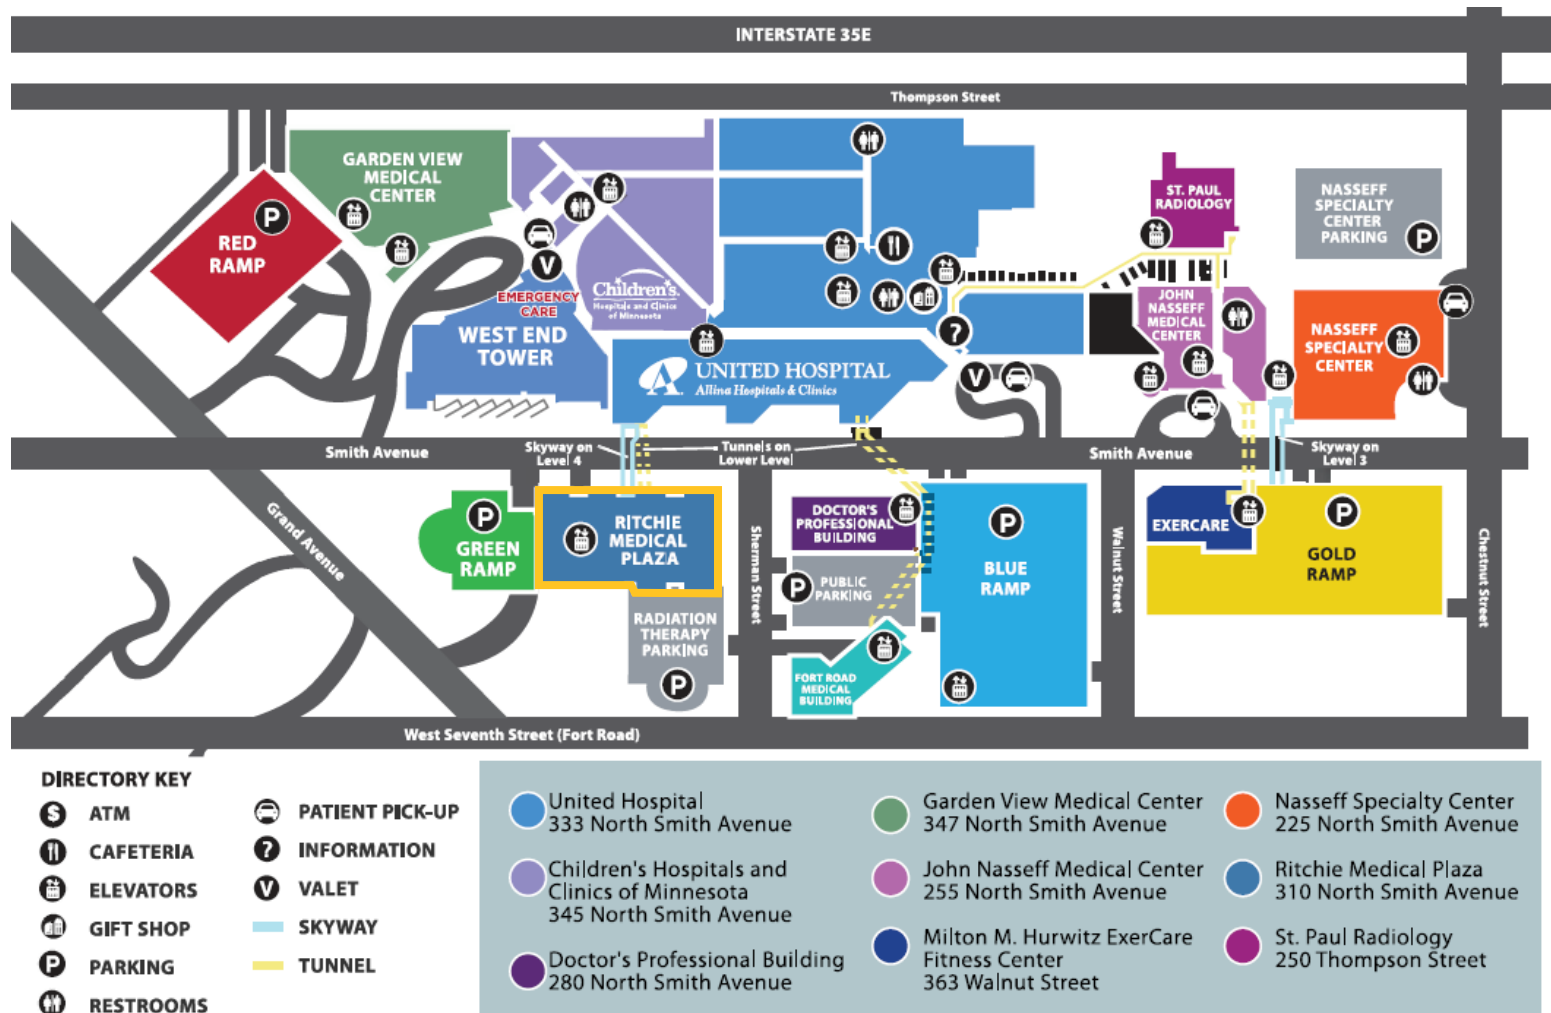 INTERSTATE 35E
Thompson Street
GARDEN VIEW
MEDICAL
CENTER
P
RED
RAMP
V
EMERGENCY
CARE
WEST END
TOWER
Children's
Hospitals and Clinics
of Minnesota
?
A
UNITED HOSPITAL
Allina Hospitals & Clinics
V
ST. PAUL
RADIOLOGY
JOHN
NASSEFF
MEDICAL
CENTER
NASSEFF
SPECIALTY
CENTER
PARKING
P
NASSEFF
SPECIALTY
CENTER
Smith Avenue
Skyway on
Level 4
Tunnels on
Lower Level
Smith Avenue
Skyway on
Level 3
Grand Avenue
P
GREEN
RAMP
RITCHIE
MEDICAL
PLAZA
RADIATION
THERAPY
PARKING
P
Sherman Street
DOCTOR'S
PROFESSIONAL
BUILDING
P
PUBLIC
PARKING
FORT ROAD
MEDICAL
BUILDING
P
BLUE
RAMP
Walnut Street
EXERCARE
P
GOLD
RAMP
Chestnut Street
West Seventh Street (Fort Road)
DIRECTORY KEY
$ ATM
CAFETERIA
ELEVATORS
GIFT SHOP
P PARKING
RESTROOMS
PATIENT PICK-UP
? INFORMATION
V VALET
SKYWAY
TUNNEL
United Hospital
333 North Smith Avenue
Children's Hospitals and
Clinics of Minnesota
345 North Smith Avenue
Doctor's Professional Building
280 North Smith Avenue
Garden View Medical Center
347 North Smith Avenue
John Nasseff Medical Center
255 North Smith Avenue
Milton M. Hurwitz ExerCare
Fitness Center
363 Walnut Street
Nasseff Specialty Center
225 North Smith Avenue
Ritchie Medical Plaza
310 North Smith Avenue
St. Paul Radiology
250 Thompson Street